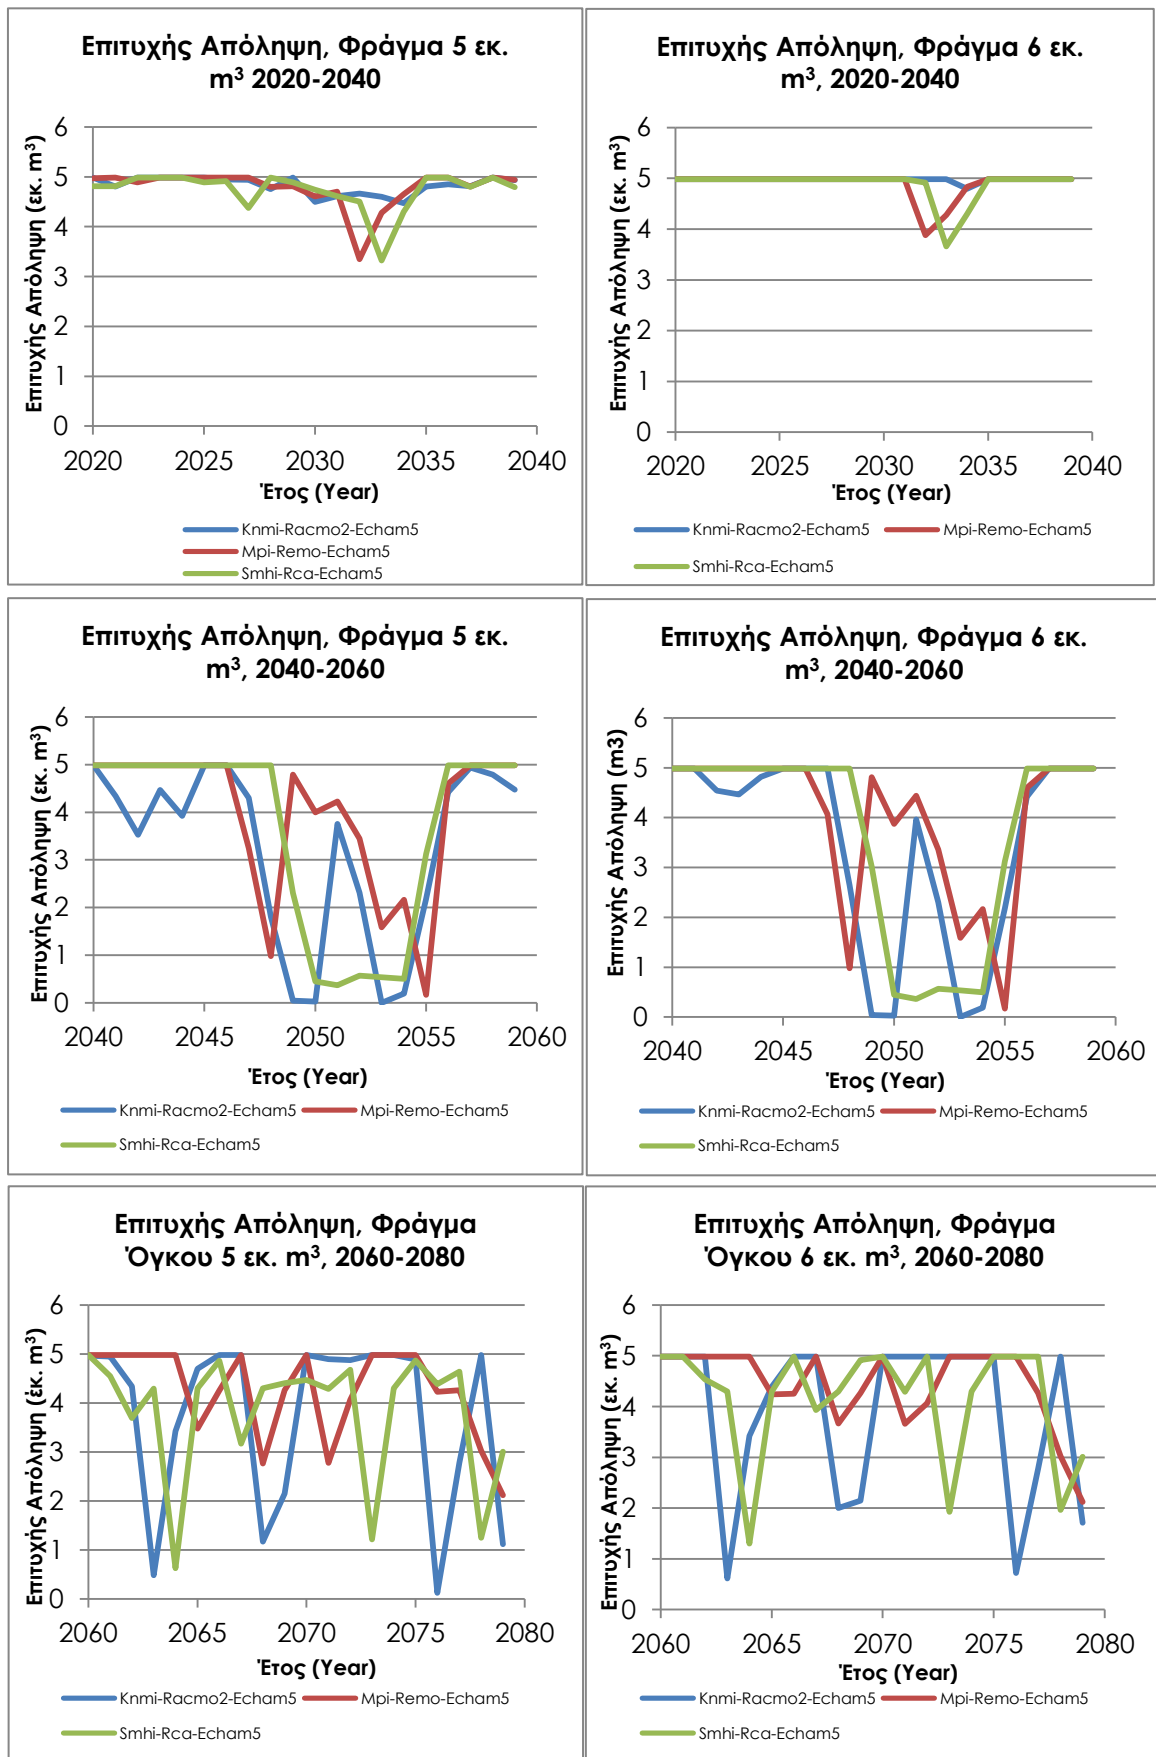 Επιτυχής Απόληψη, Φράγμα 5 εκ.
m³ 2020-2040
Επιτυχής Απόληψη (εκ. m³)
6
5
4
3
2
1
0
2020 2025 2030 2035 2040
Έτος (Year)
Knmi-Racmo2-Echam5
Mpi-Remo-Echam5
Smhi-Rca-Echam5
Επιτυχής Απόληψη, Φράγμα 6 εκ.
m³, 2020-2040
Επιτυχής Απόληψη (εκ. m³)
6
5
4
3
2
1
0
2020 2025 2030 2035 2040
Έτος (Year)
Knmi-Racmo2-Echam5 Mpi-Remo-Echam5
Smhi-Rca-Echam5
Επιτυχής Απόληψη, Φράγμα 5 εκ.
m³, 2040-2060
Επιτυχής Απόληψη (εκ. m³)
6
5
4
3
2
1
0
2040 2045 2050 2055 2060
Έτος (Year)
Knmi-Racmo2-Echam5 Mpi-Remo-Echam5
Smhi-Rca-Echam5
Επιτυχής Απόληψη, Φράγμα 6 εκ.
m³, 2040-2060
Επιτυχής Απόληψη (m3)
6
5
4
3
2
1
0
2040 2045 2050 2055 2060
Έτος (Year)
Knmi-Racmo2-Echam5 Mpi-Remo-Echam5
Smhi-Rca-Echam5
Επιτυχής Απόληψη, Φράγμα
Όγκου 5 εκ. m³, 2060-2080
Επιτυχής Απόληψη (εκ. m³)
6
5
4
3
2
1
0
2060 2065 2070 2075 2080
Έτος (Year)
Knmi-Racmo2-Echam5 Mpi-Remo-Echam5
Smhi-Rca-Echam5
Επιτυχής Απόληψη, Φράγμα
Όγκου 6 εκ. m³, 2060-2080
Επιτυχής Απόληψη (εκ. m³)
6
5
4
3
2
1
0
2060 2065 2070 2075 2080
Έτος (Year)
Knmi-Racmo2-Echam5 Mpi-Remo-Echam5
Smhi-Rca-Echam5